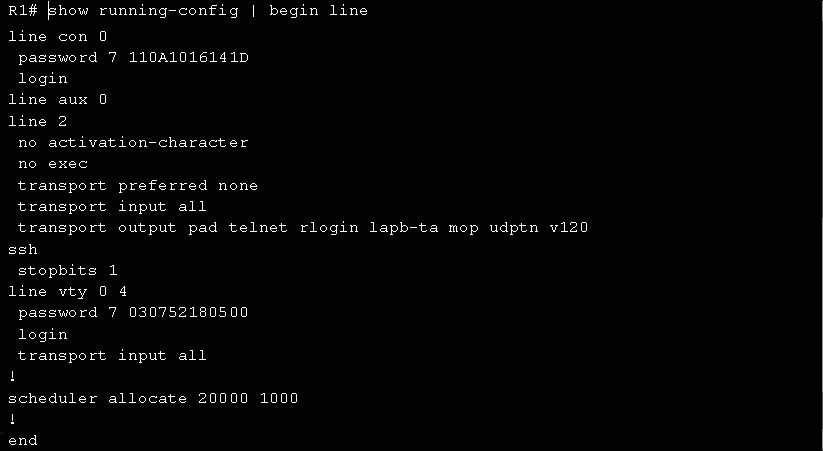 R1# show running-config | begin line
line con 0
 password 7 110A1016141D
 login
line aux 0
line 2
 no activation-character
 no exec
 transport preferred none
 transport input all
 transport output pad telnet rlogin lapb-ta mop udptn v120
ssh
 stopbits 1
line vty 0 4
 password 7 030752180500
 login
 transport input all
!
scheduler allocate 20000 1000
!
end